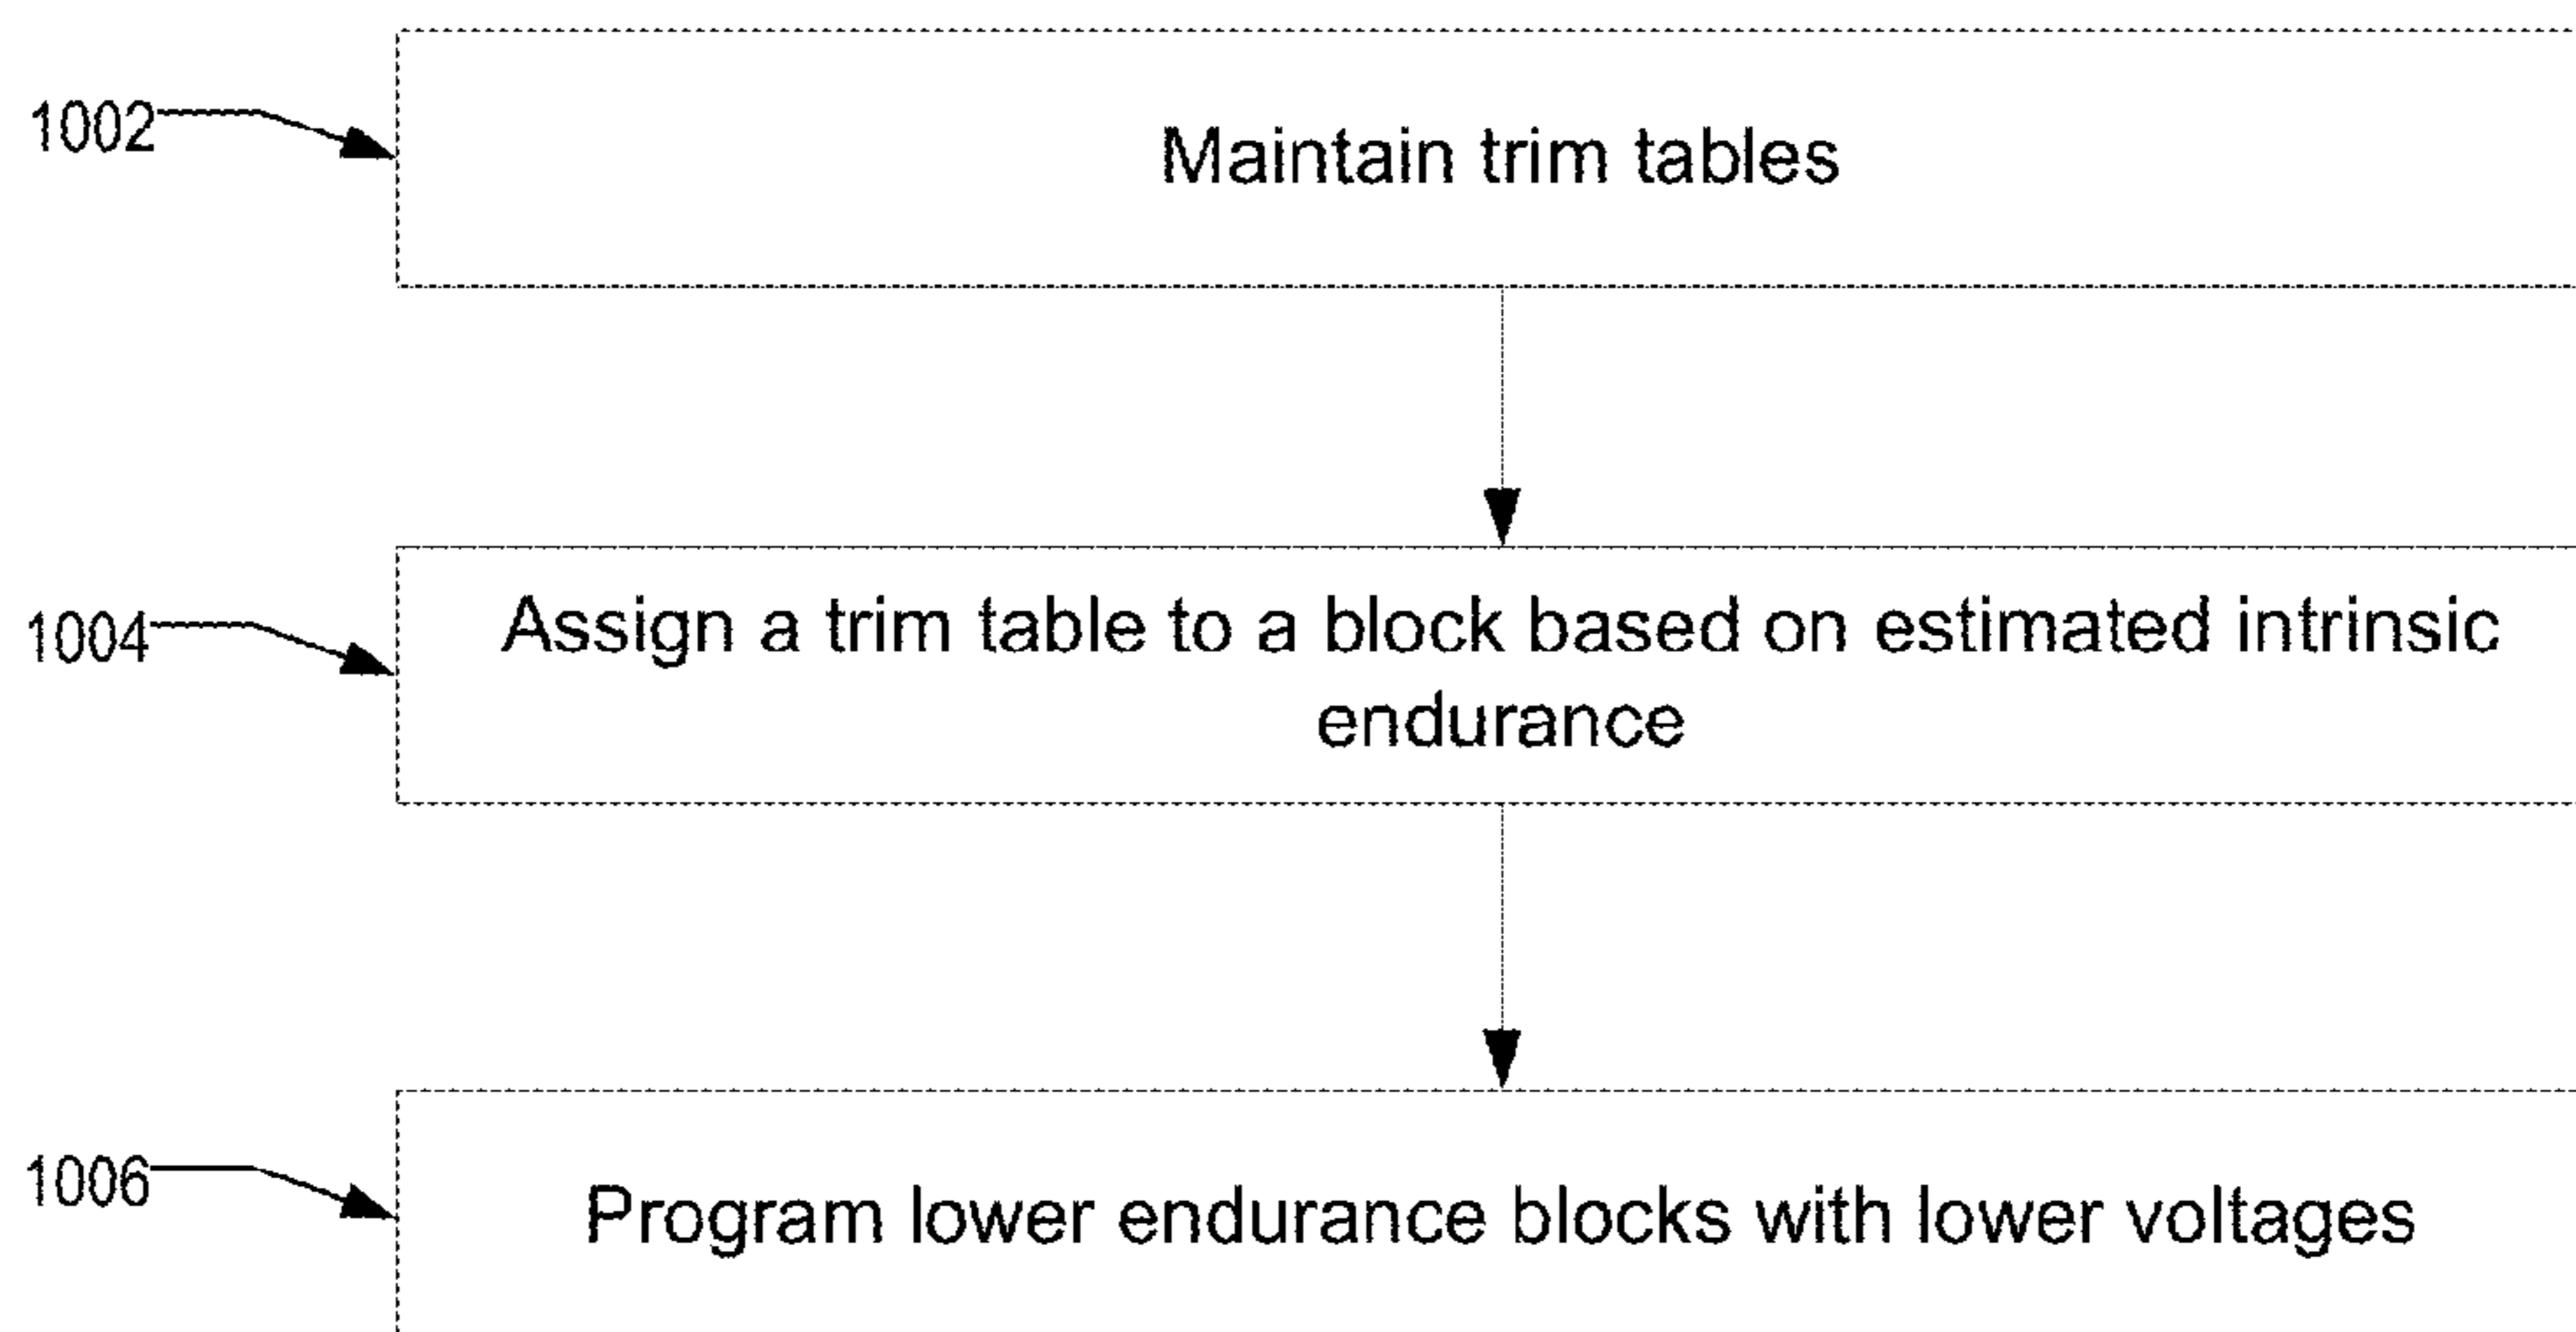 1002
Maintain trim tables
1004
Assign a trim table to a block based on estimated intrinsic
endurance
1006
Program lower endurance blocks with lower voltages